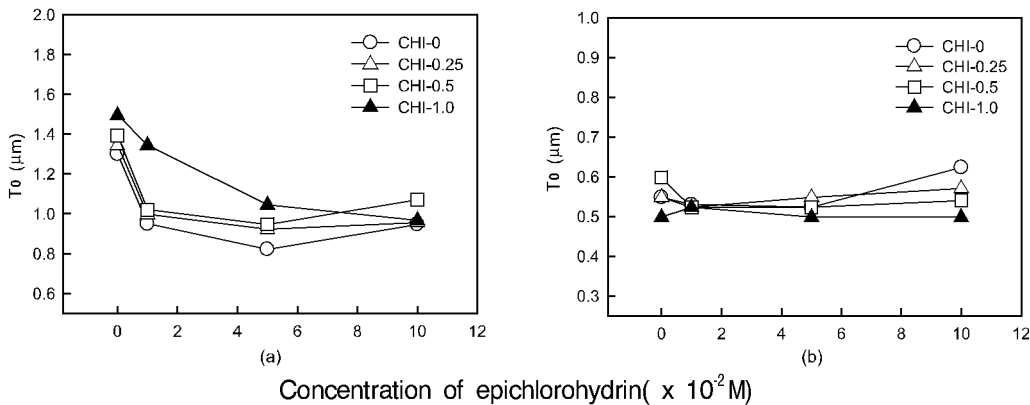 2.0
1.8
1.6
1.4
1.2
1.0
0.8
0.6
T0 (μm)
CHI-0
CHI-0.25
CHI-0.5
CHI-1.0
0 2 4 6 8 10 12
(a)
1.0
0.9
0.8
0.7
0.6
0.5
0.4
0.3
T0 (μm)
CHI-0
CHI-0.25
CHI-0.5
CHI-1.0
0 2 4 6 8 10 12
(b)
Concentration of epichlorohydrin( x 10-2M)